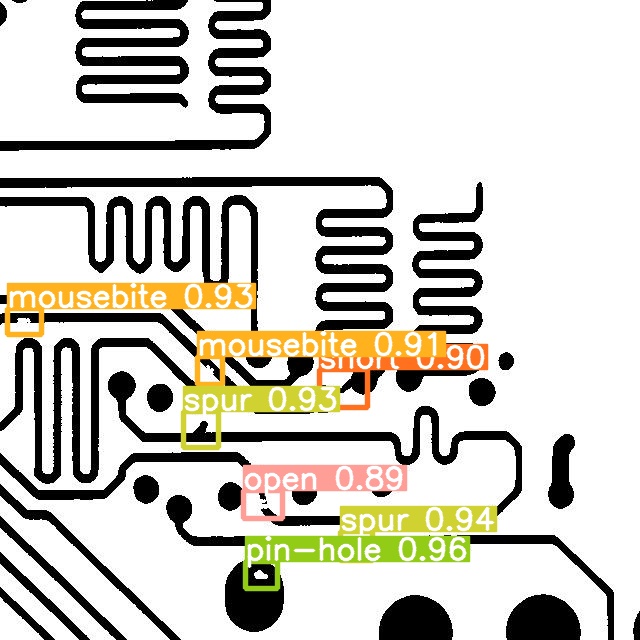 mousebite 0.93
mousebite 0.91
short 0.90
spur 0.93
open 0.89
spur 0.94
pin-hole 0.96